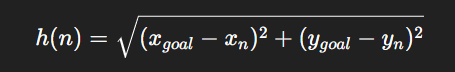 h(n) = √(x_goal − x_n)² + (y_goal − y_n)²